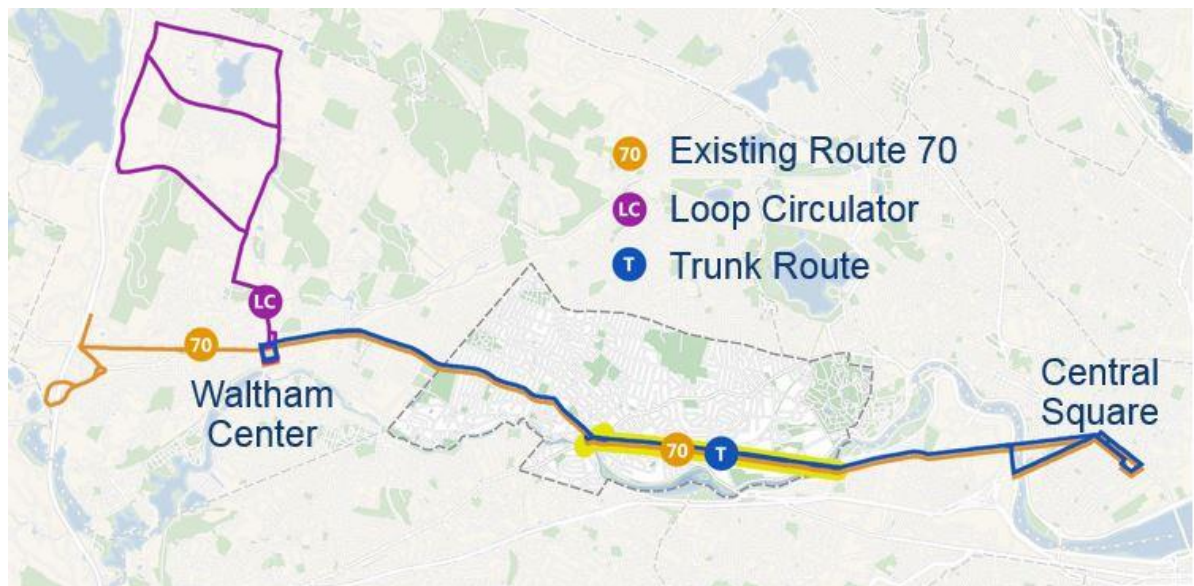 70 Existing Route 70
LC Loop Circulator
T Trunk Route
LC
70
Waltham
Center
Central
Square
70 T